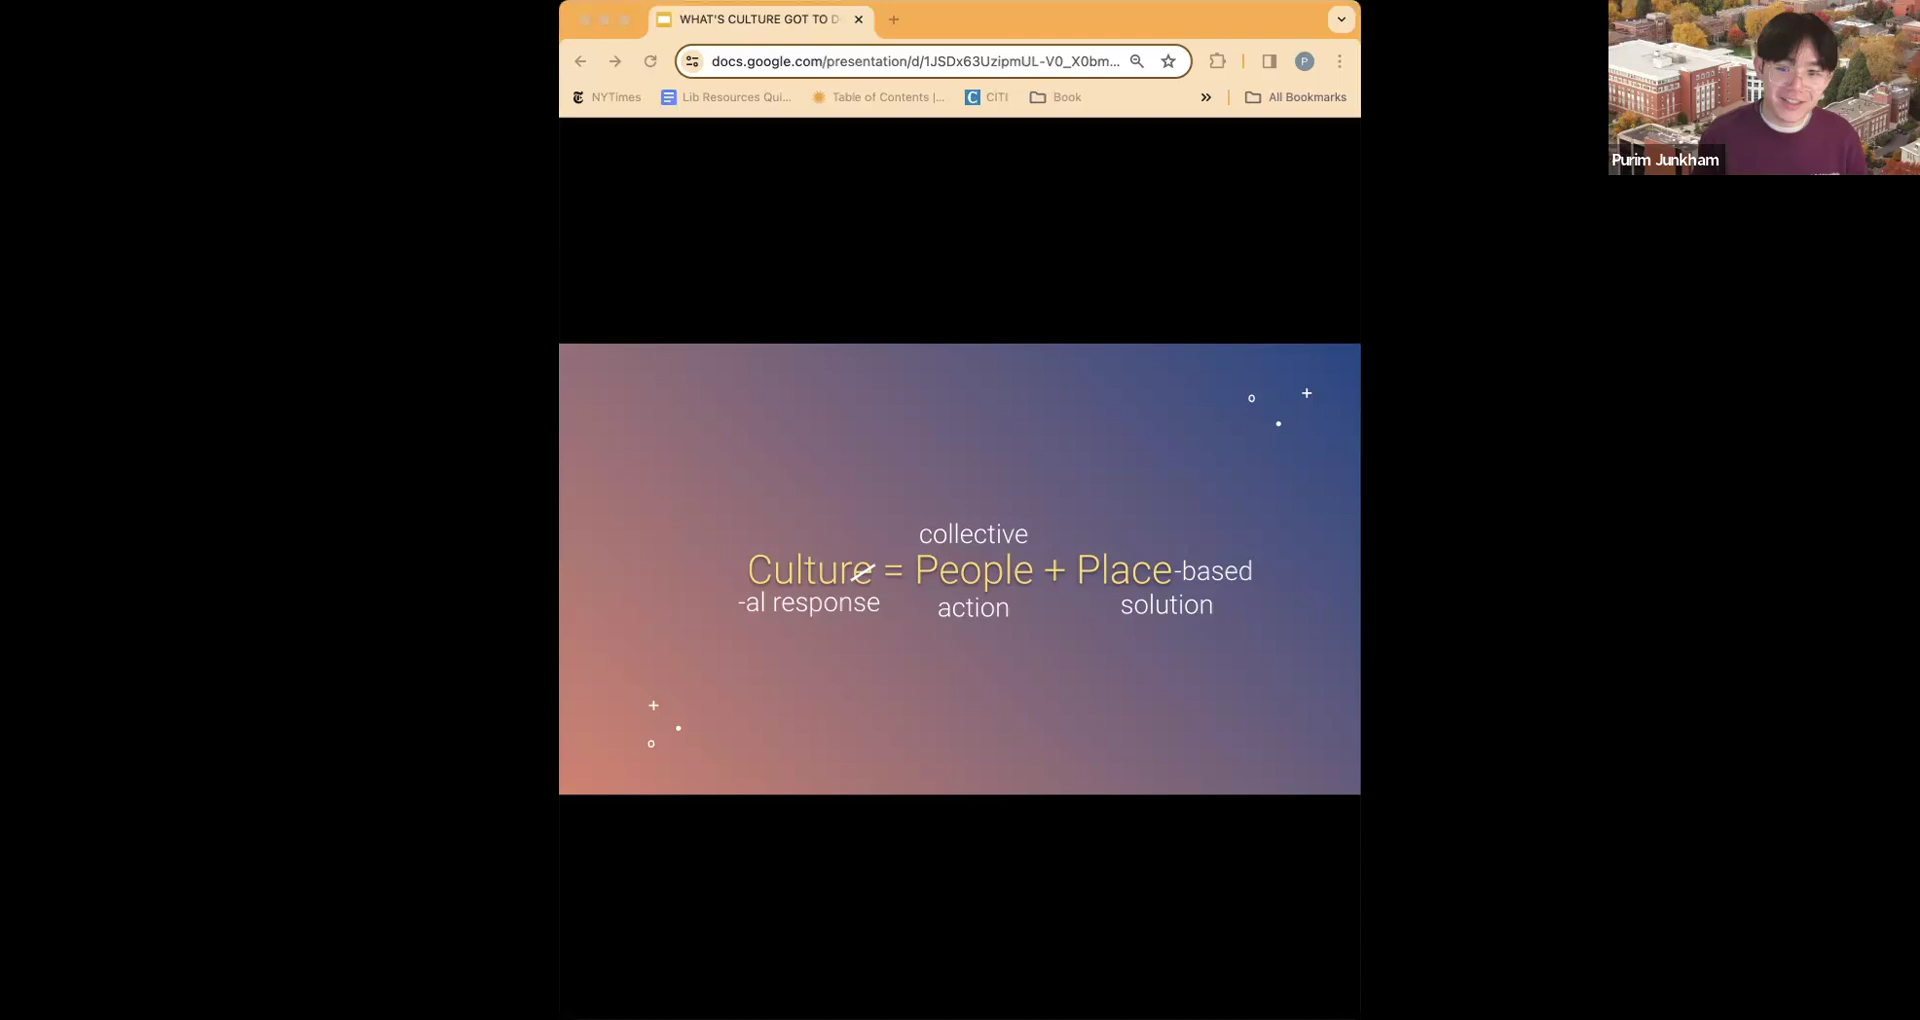 WHAT'S CULTURE GOT TO D
docs.google.com/presentation/d/1JSDx63UzipmUL-V0_X0bm...
P
NYTimes
Lib Resources Qui...
Table of Contents |...
C CITI
Book
All Bookmarks
Purim Junkham
collective
Culture = People + Place-based
-al response
action
solution